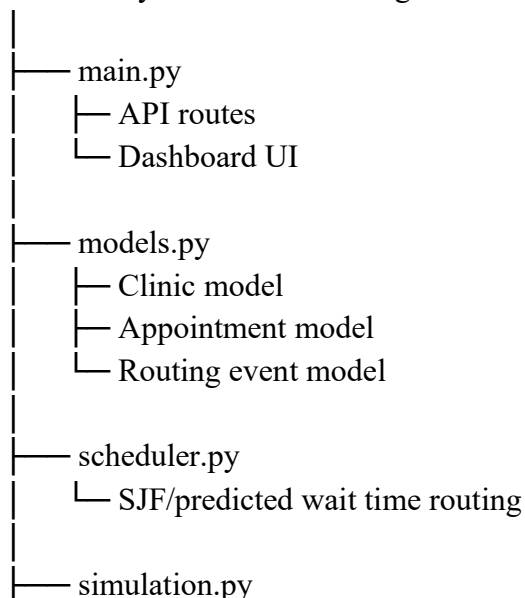 │
├── main.py
│   ├─ API routes
│   └─ Dashboard UI
│
├── models.py
│   ├─ Clinic model
│   ├─ Appointment model
│   └─ Routing event model
│
├── scheduler.py
│   └─ SJF/predicted wait time routing
│
├── simulation.py